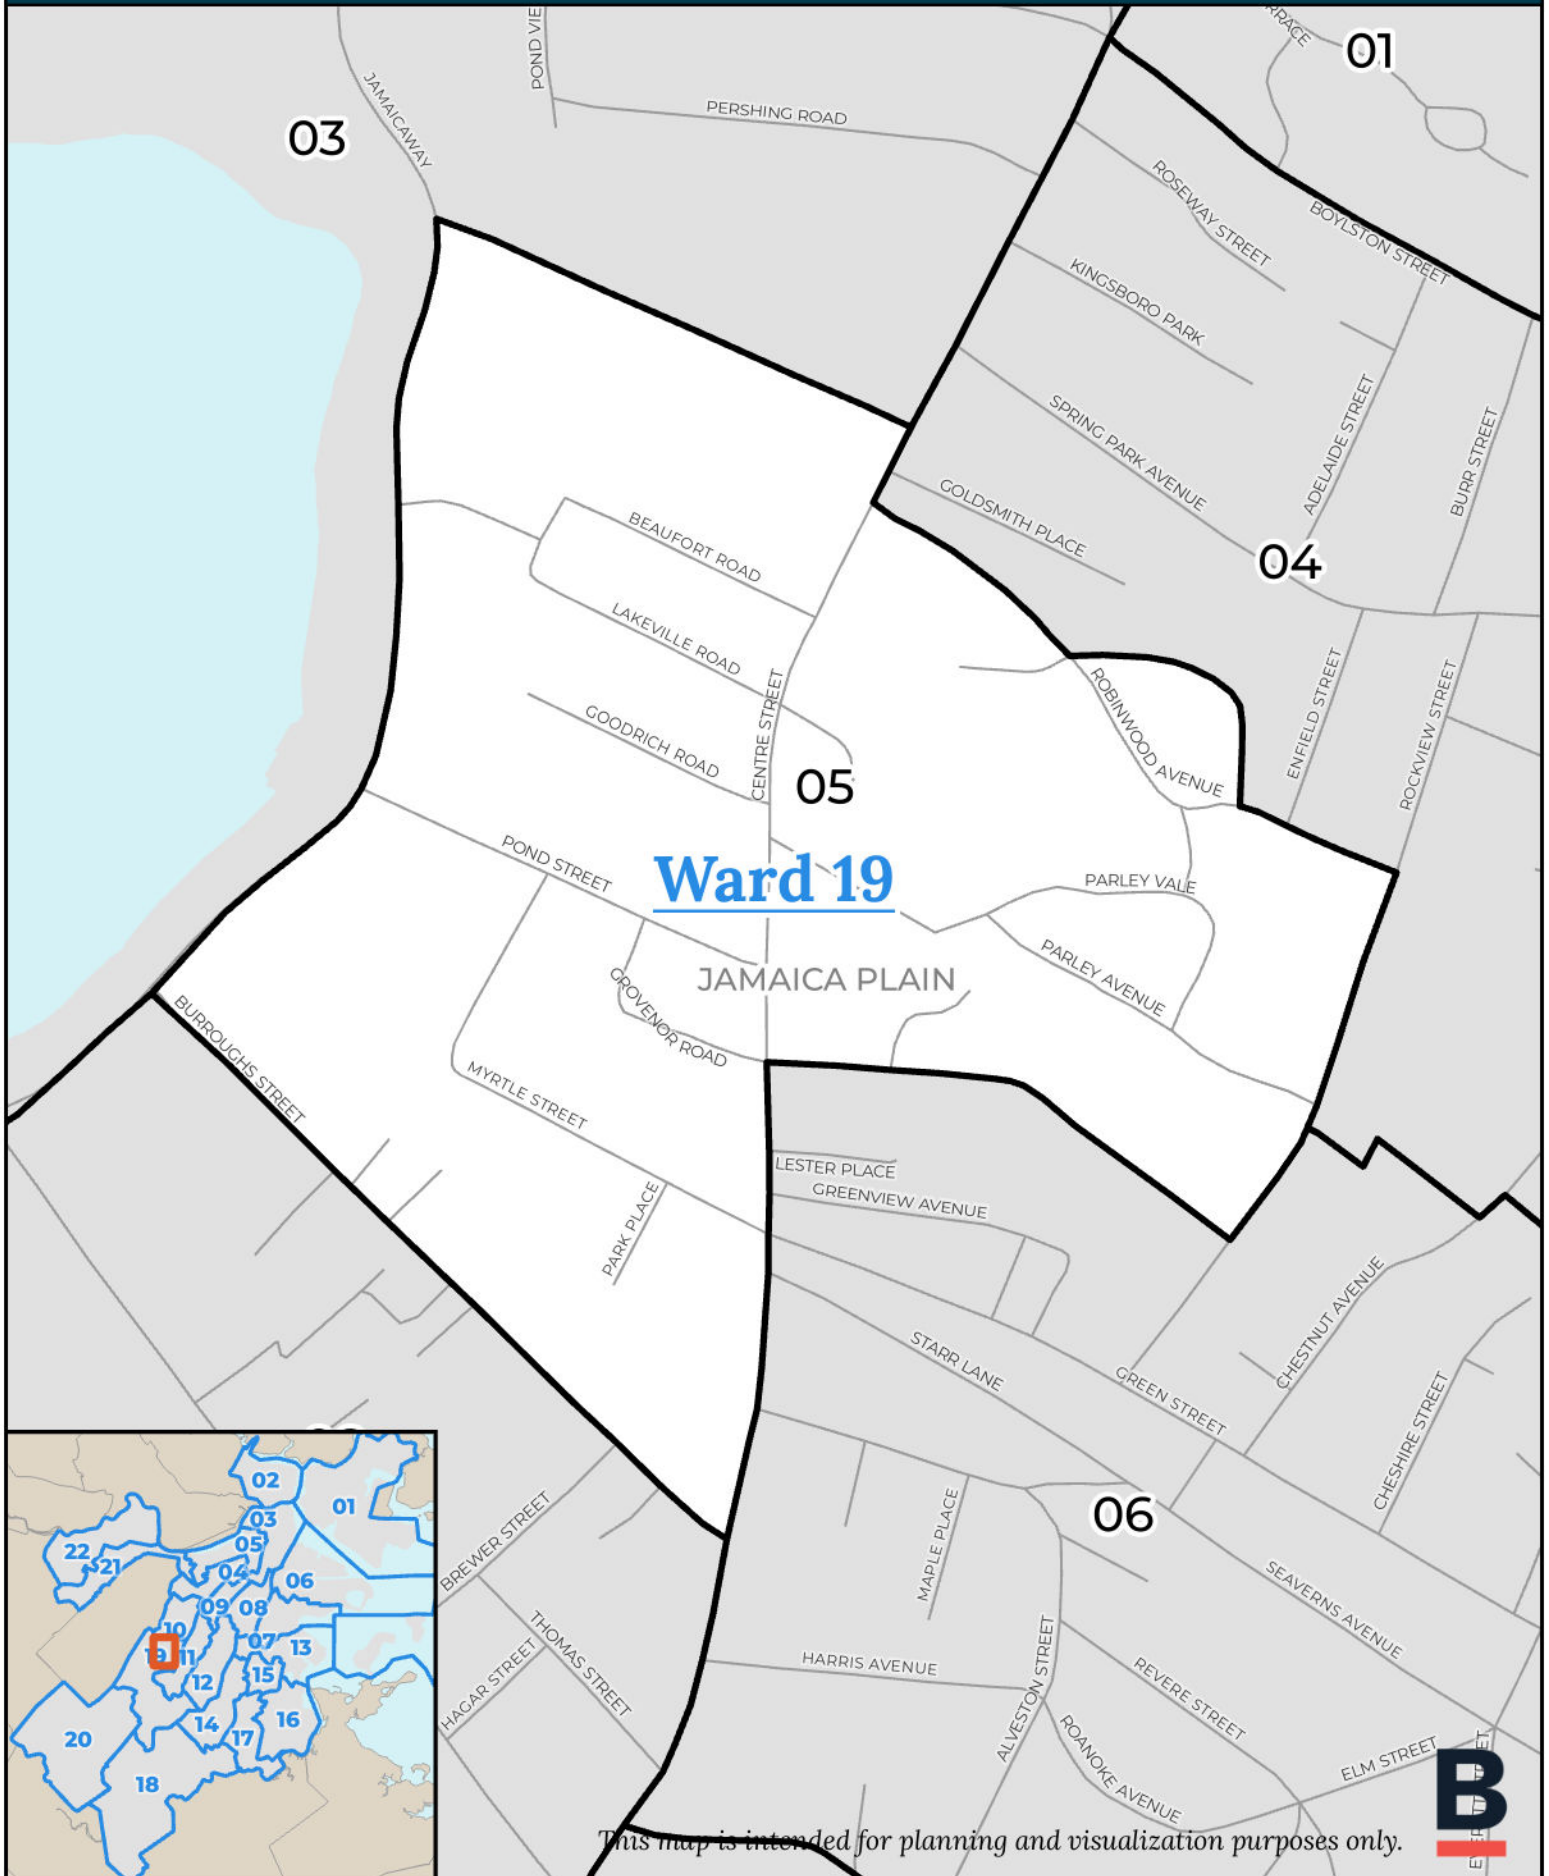 01
POND VIE
RRACE
JAMAICAWAY
03
PERSHING ROAD
ROSEWAY STREET
BOYLSTON STREET
KINGSBORO PARK
SPRING PARK AVENUE
ADELAIDE STREET
BURR STREET
GOLDSMITH PLACE
04
BEAUFORT ROAD
LAKEVILLE ROAD
CENTRE STREET
GOODRICH ROAD
ROBINWOOD AVENUE
ENFIELD STREET
ROCKVIEW STREET
05
POND STREET
Ward 19
PARLEY VALE
JAMAICA PLAIN
PARLEY AVENUE
GROVENOR ROAD
BURROUGHS STREET
MYRTLE STREET
PARK PLACE
LESTER PLACE
GREENVIEW AVENUE
STARR LANE
GREEN STREET
CHESTNUT AVENUE
CHESHIRE STREET
06
MAPLE PLACE
BREWER STREET
THOMAS STREET
HAGAR STREET
HARRIS AVENUE
ALVESTON STREET
SEAVERNS AVENUE
REVERE STREET
ROANOKE AVENUE
ELM STREET
02
01
03
05
22
21
04
06
09
08
10
07
13
19
11
12
15
14
17
16
20
18
B
This map is intended for planning and visualization purposes only.